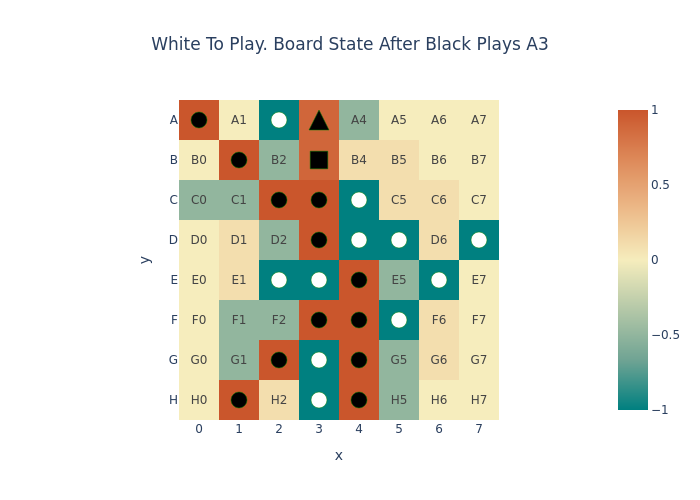 White To Play. Board State After Black Plays A3
A A1 A4 A5 A6 A7
B B0 B2 B4 B5 B6 B7
C C0 C1 C5 C6 C7
D D0 D1 D2 D6
E E0 E1 E5 E7
F F0 F1 F2 F6 F7
G G0 G1 G5 G6 G7
H H0 H2 H5 H6 H7
0 1 2 3 4 5 6 7
x
y
1
0.5
0
−0.5
−1